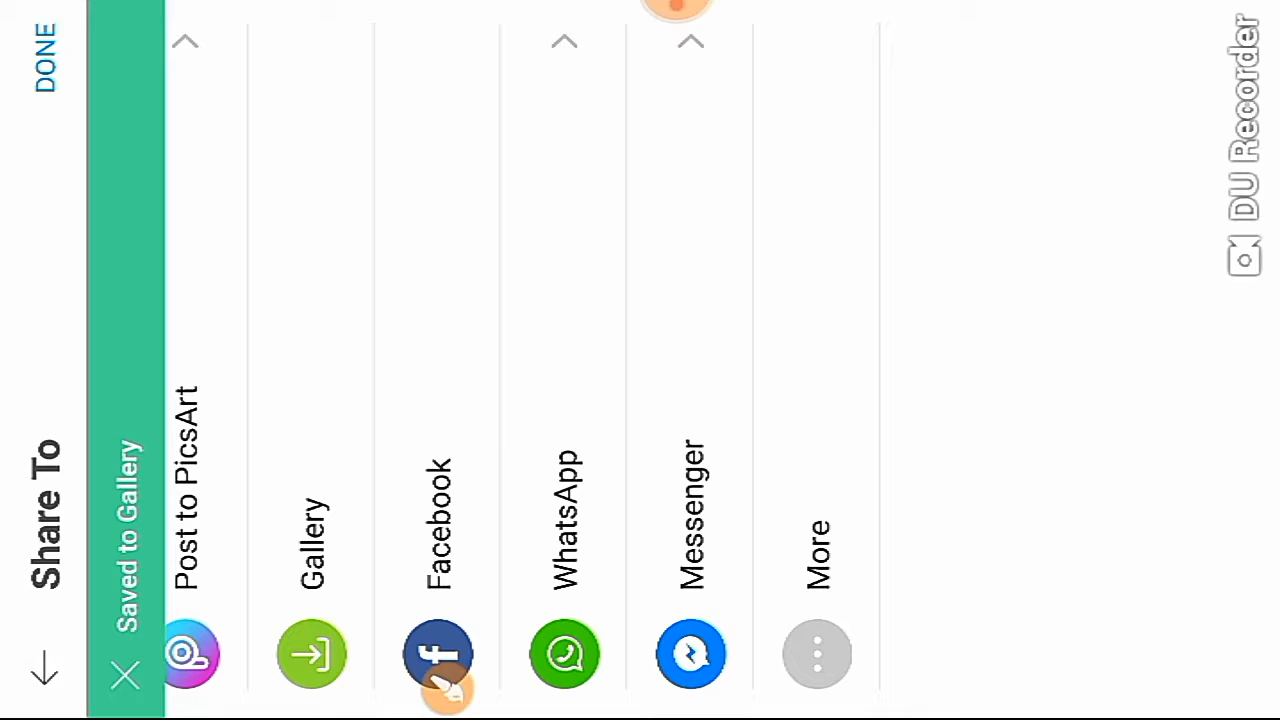 Share To
DONE
Saved to Gallery
Post to PicsArt
Gallery
Facebook
WhatsApp
Messenger
More
DU Recorder